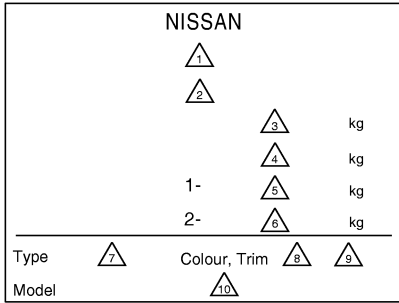 NISSAN
1
2
3 kg
4 kg
1- 5 kg
2- 6 kg
Type 7 Colour, Trim 8 9
Model 10